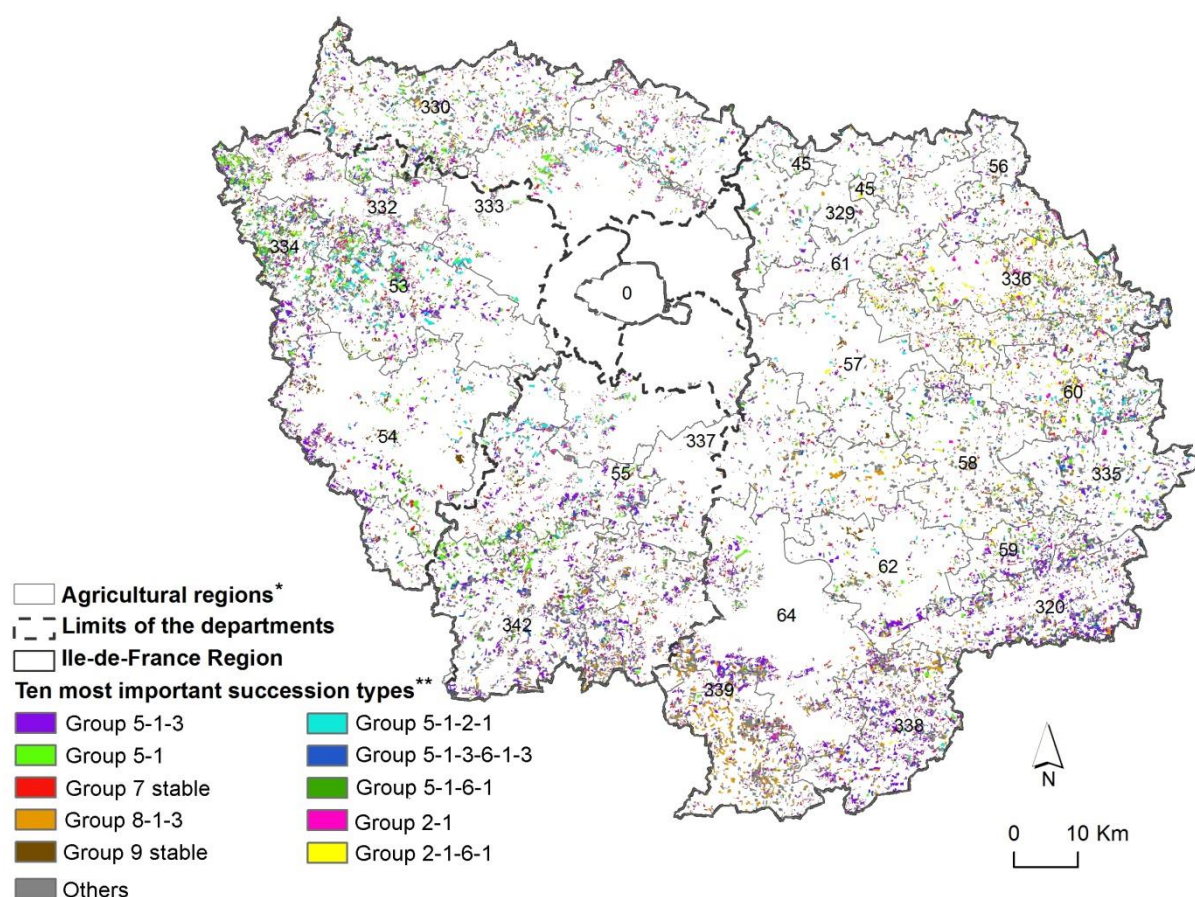 330
45
56
45
332
333
329
334
61
336
53
0
57
60
54
337
58
55
335
59
62
320
64
342
339
338
Agricultural regions*
Limits of the departments
Ile-de-France Region
Ten most important succession types**
Group 5-1-3
Group 5-1-2-1
Group 5-1
Group 5-1-3-6-1-3
Group 7 stable
Group 5-1-6-1
Group 8-1-3
Group 2-1
Group 9 stable
Group 2-1-6-1
Others
N
0 10 Km